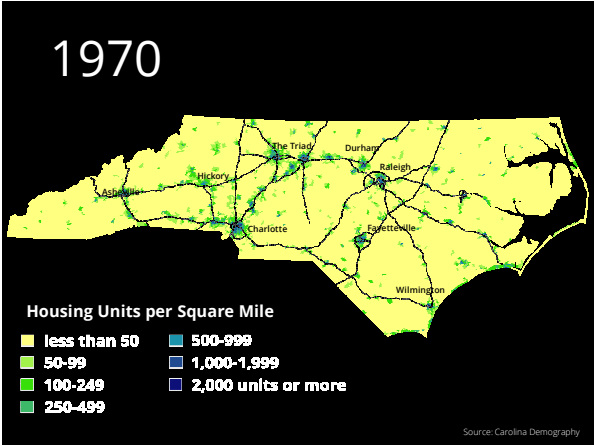 1970
The Triad
Durham
Raleigh
Hickory
Asheville
Charlotte
Fayetteville
Wilmington
Housing Units per Square Mile
less than 50
50-99
100-249
250-499
500-999
1,000-1,999
2,000 units or more
Source: Carolina Demography